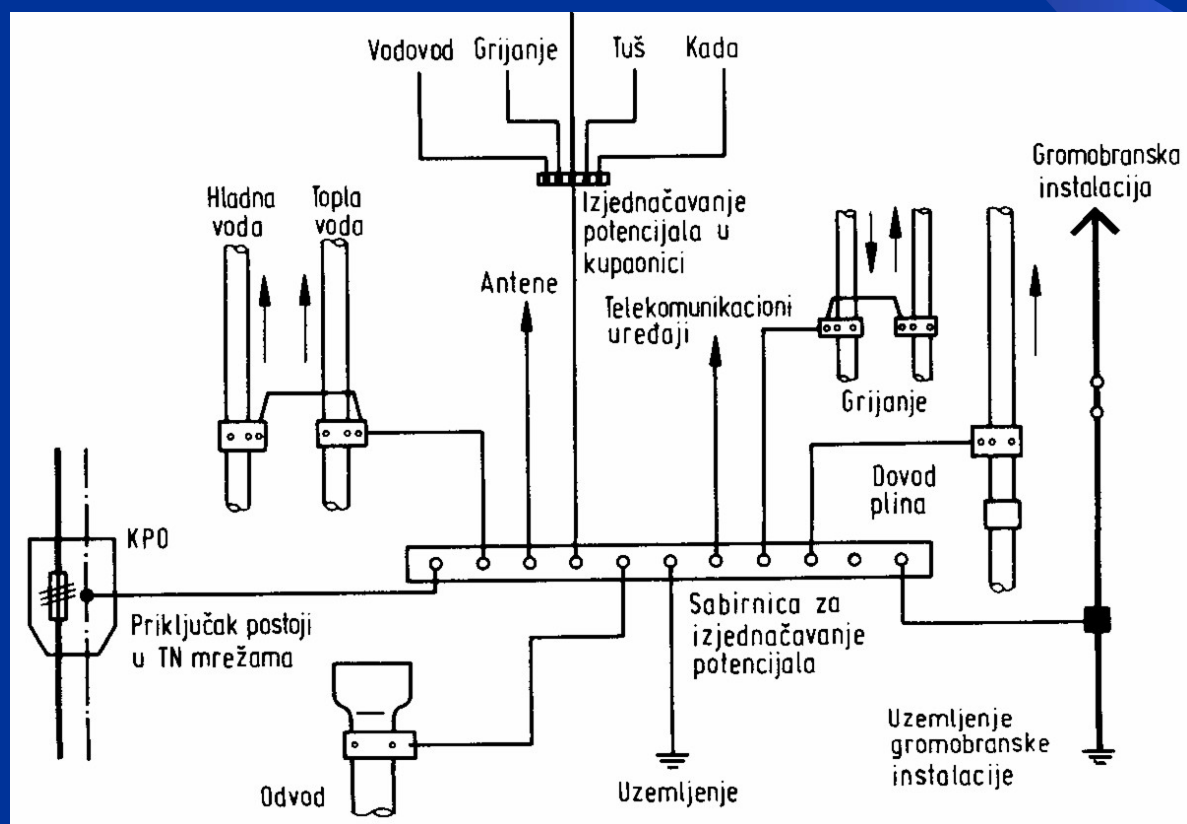 Vodovod
Grijanje
Tuš
Kada
Gromobranska
instalacija
Hladna
voda
Topla
voda
Izjednačavanje
potencijala u
kupaonici
Antene
Telekomunikacioni
uređaji
Grijanje
Dovod
plina
KPO
Priključak postoji
u TN mrežama
Sabirnica za
izjednačavanje
potencijala
Odvod
Uzemljenje
Uzemljenje
gromobranske
instalacije